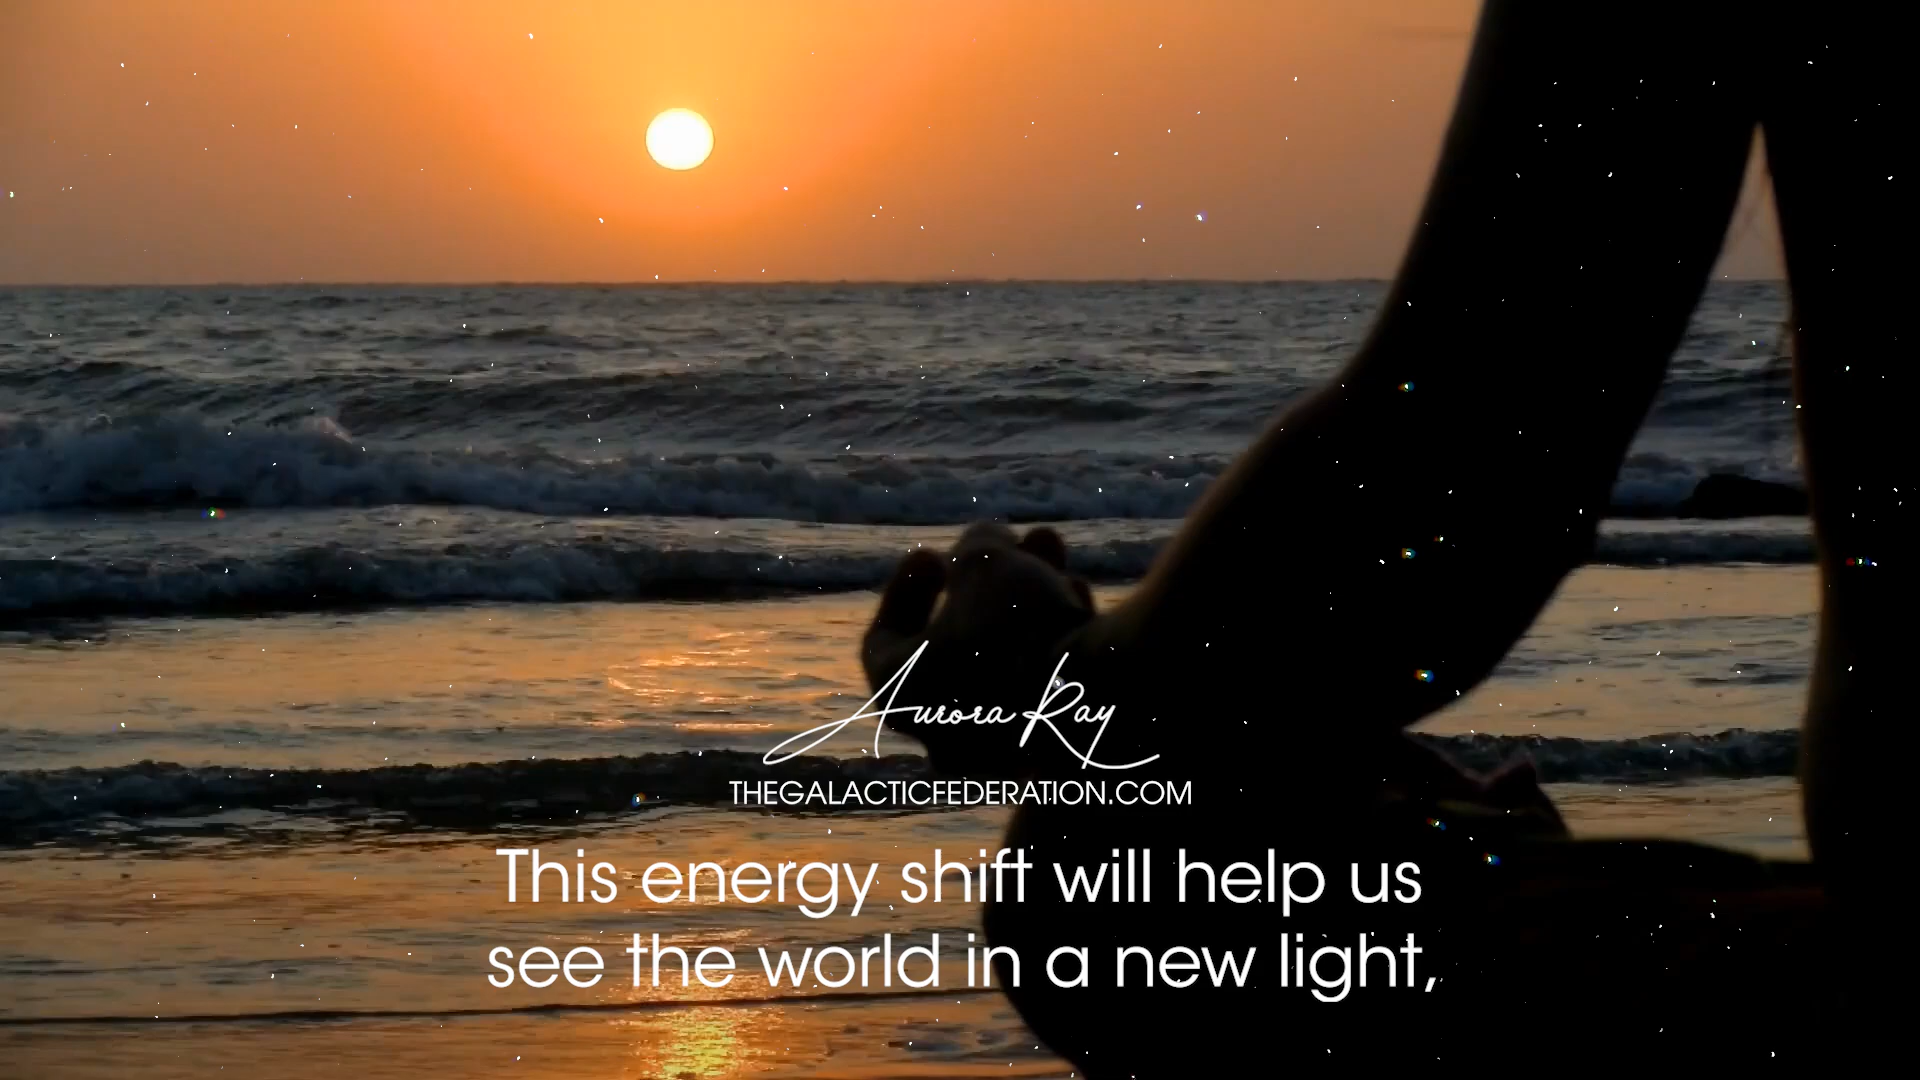 Aurora Ray
THEGALACTICFEDERATION.COM
This energy shift will help us
see the world in a new light,